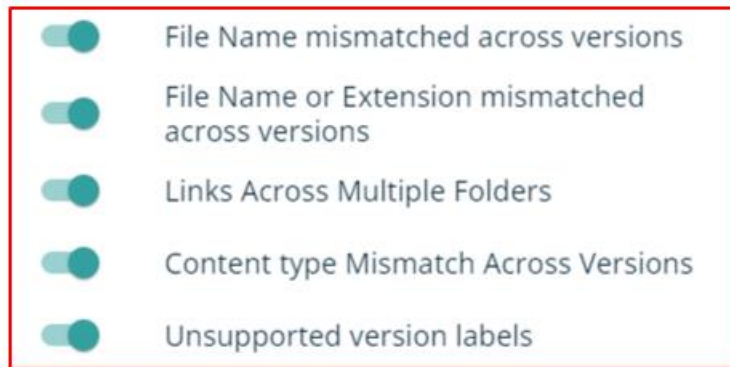 File Name mismatched across versions
File Name or Extension mismatched
across versions
Links Across Multiple Folders
Content type Mismatch Across Versions
Unsupported version labels